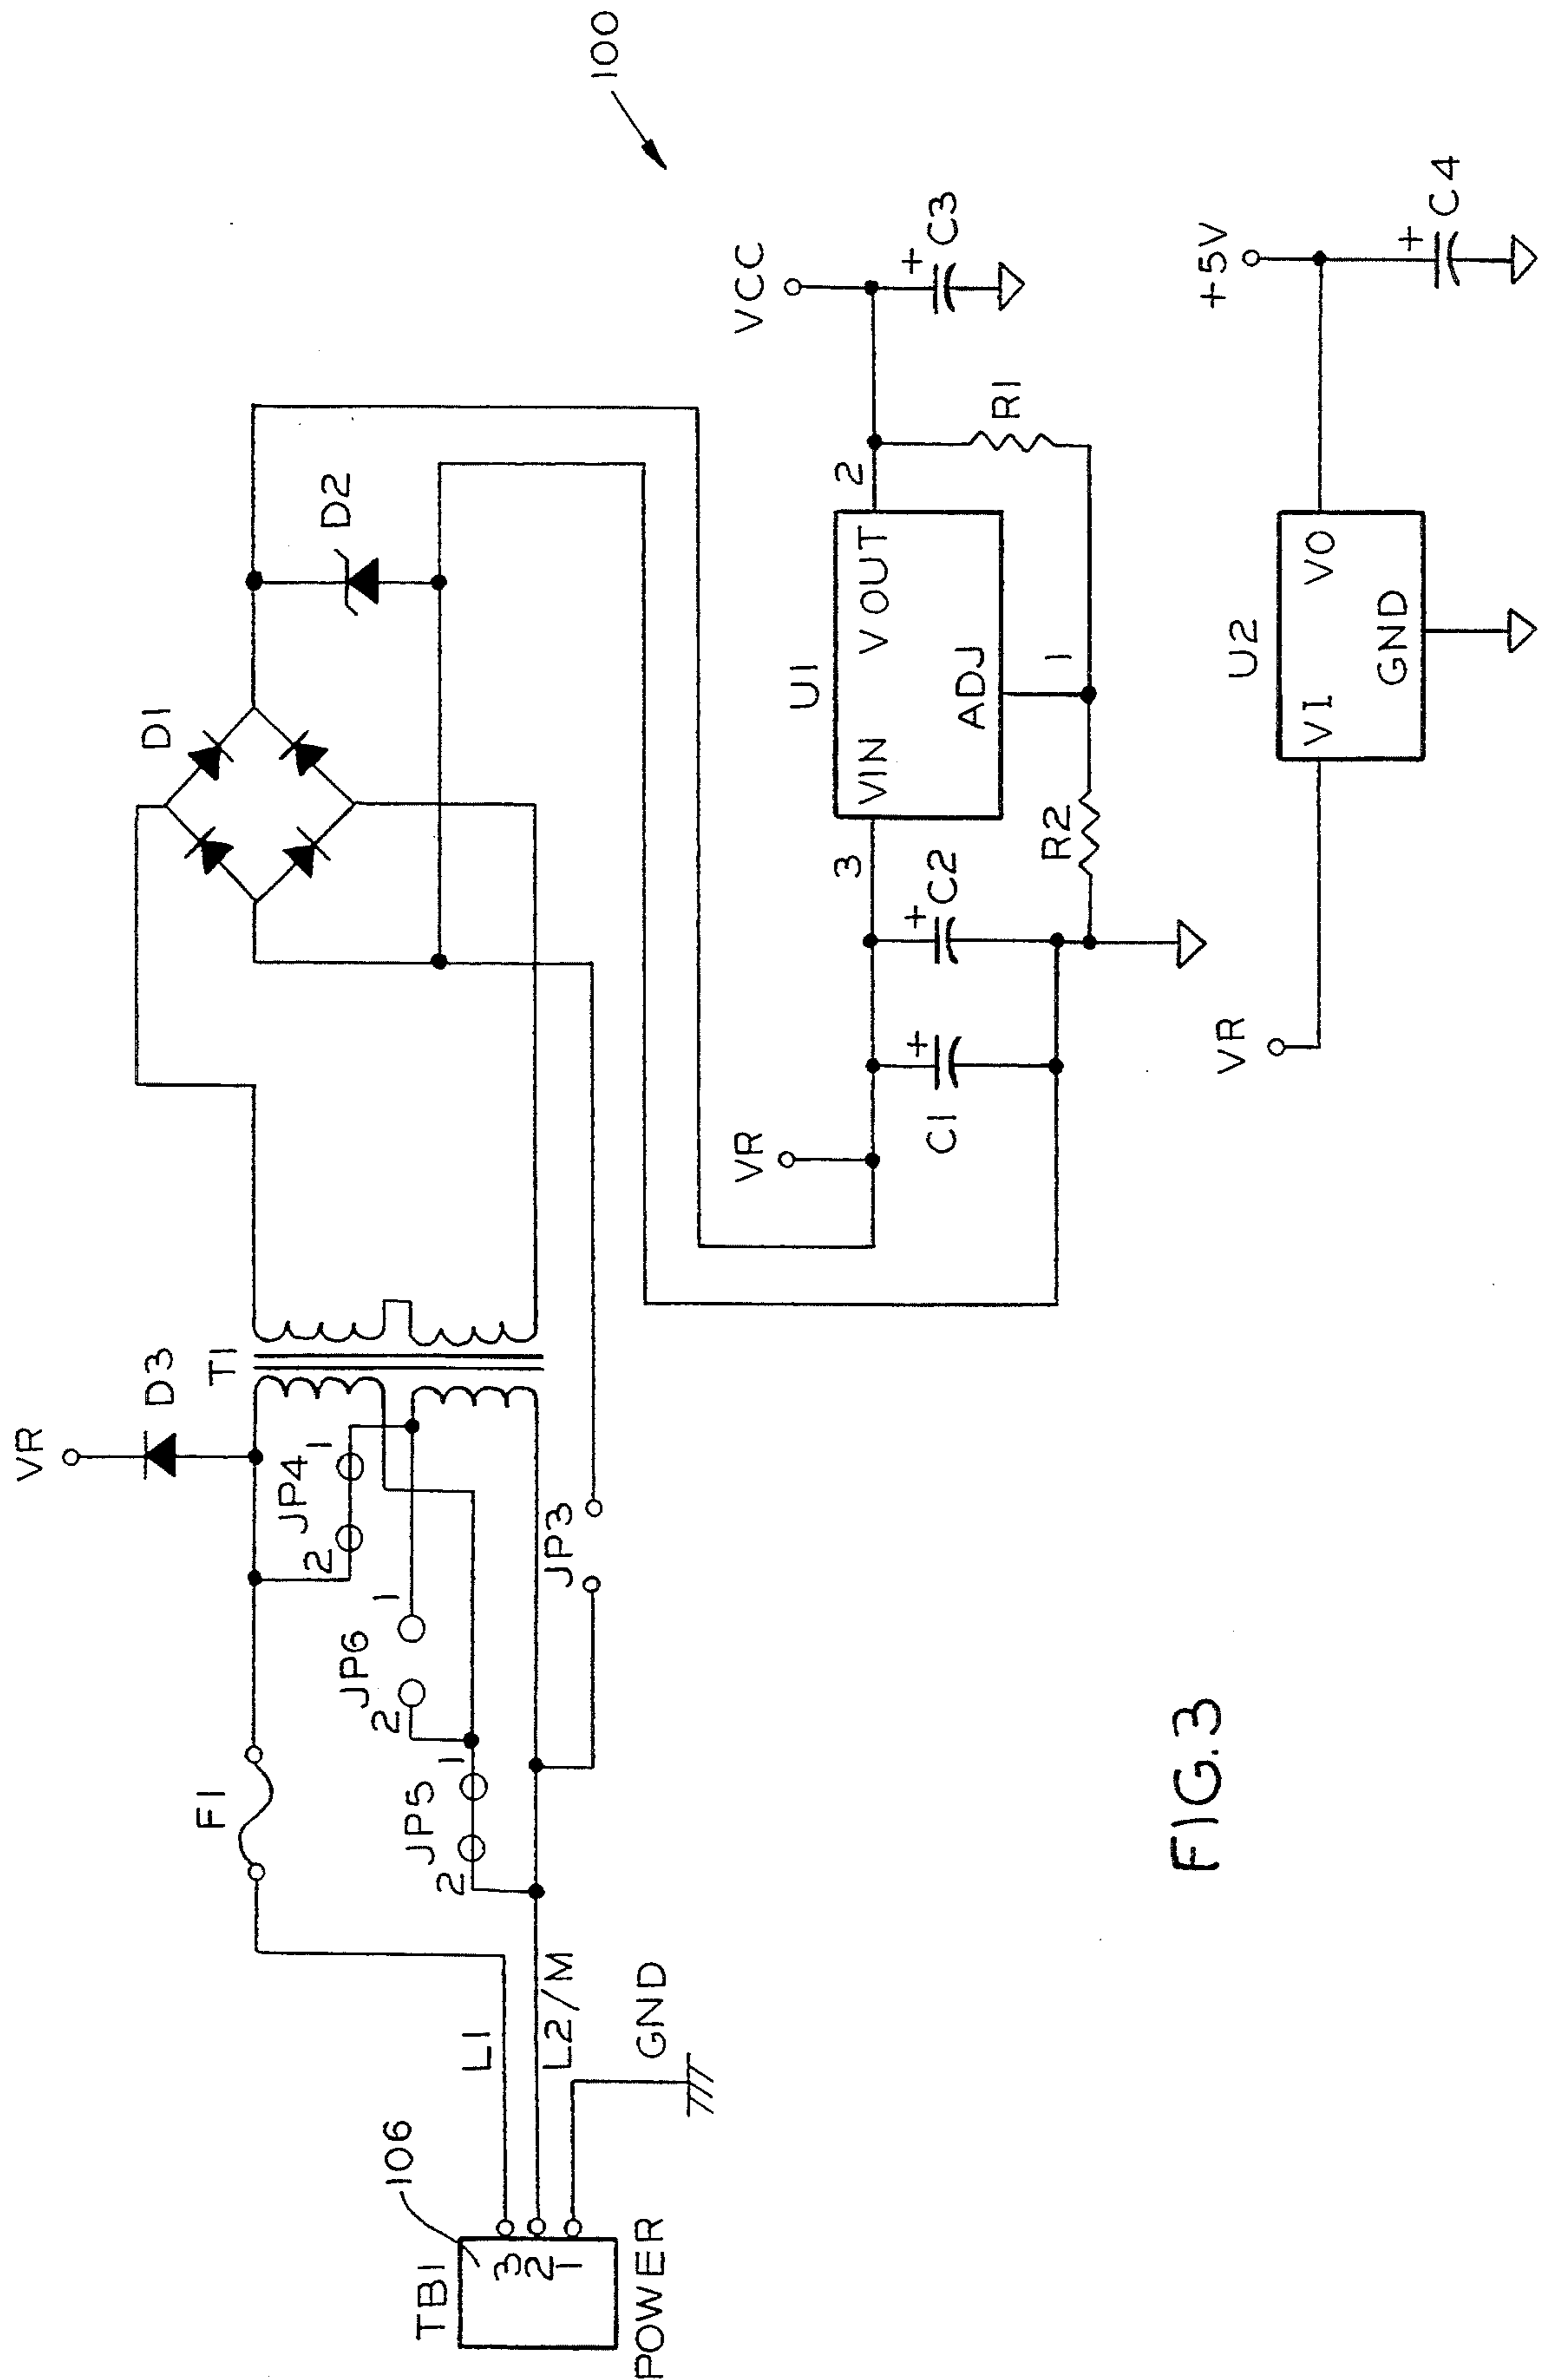 100
VR
D3
T1
D1
D2
F1
JP4
1
2
JP6
1
2
JP5
1
2
JP3
L1
L2/M
GND
106
TB1
3
2
1
POWER
VR
C1
+
C2
+
3
U1
VIN
V OUT
ADJ
2
1
R1
R2
VCC
+
C3
VR
U2
VI
VO
GND
+5V
+
C4
FIG.3